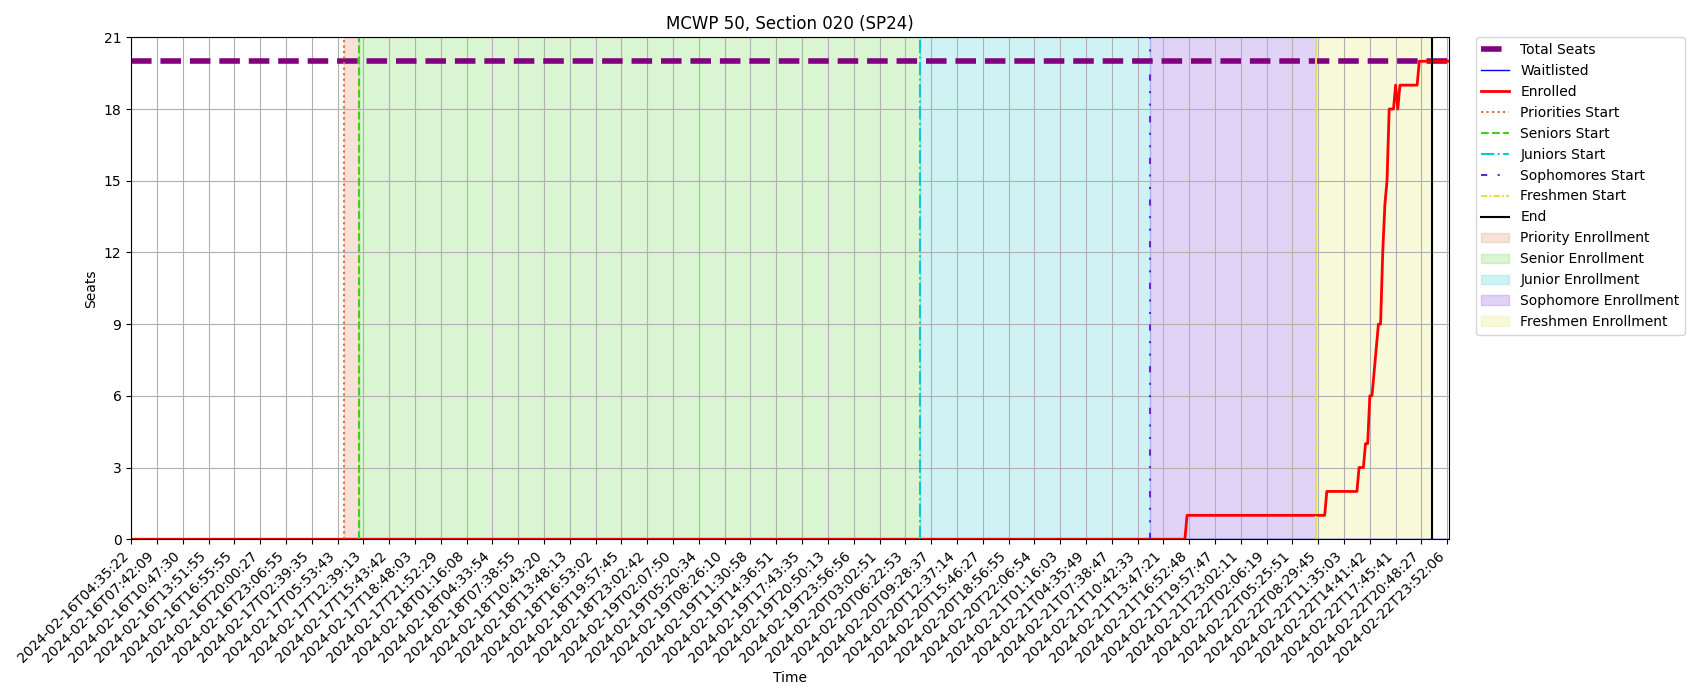 MCWP 50, Section 020 (SP24)
21
18
15
12
9
6
3
0
Seats
2024-02-16T04:35:22
2024-02-16T07:42:09
2024-02-16T10:47:30
2024-02-16T13:51:55
2024-02-16T16:55:55
2024-02-16T20:00:27
2024-02-16T23:06:55
2024-02-17T02:39:35
2024-02-17T05:53:43
2024-02-17T12:39:13
2024-02-17T15:43:42
2024-02-17T18:48:03
2024-02-17T21:52:29
2024-02-18T01:16:08
2024-02-18T04:33:54
2024-02-18T07:38:55
2024-02-18T10:43:20
2024-02-18T13:48:13
2024-02-18T16:53:02
2024-02-18T19:57:45
2024-02-18T23:02:42
2024-02-19T02:07:50
2024-02-19T05:20:34
2024-02-19T08:26:10
2024-02-19T11:30:58
2024-02-19T14:36:51
2024-02-19T17:43:35
2024-02-19T20:50:13
2024-02-19T23:56:56
2024-02-20T03:02:51
2024-02-20T06:22:53
2024-02-20T09:28:37
2024-02-20T12:37:14
2024-02-20T15:46:27
2024-02-20T18:56:55
2024-02-20T22:06:54
2024-02-21T01:16:03
2024-02-21T04:35:49
2024-02-21T07:38:47
2024-02-21T10:42:33
2024-02-21T13:47:21
2024-02-21T16:52:48
2024-02-21T19:57:47
2024-02-21T23:02:11
2024-02-22T02:06:19
2024-02-22T05:25:51
2024-02-22T08:29:45
2024-02-22T11:35:03
2024-02-22T14:41:42
2024-02-22T17:45:41
2024-02-22T20:48:27
2024-02-22T23:52:06
Time
Total Seats
Waitlisted
Enrolled
Priorities Start
Seniors Start
Juniors Start
Sophomores Start
Freshmen Start
End
Priority Enrollment
Senior Enrollment
Junior Enrollment
Sophomore Enrollment
Freshmen Enrollment